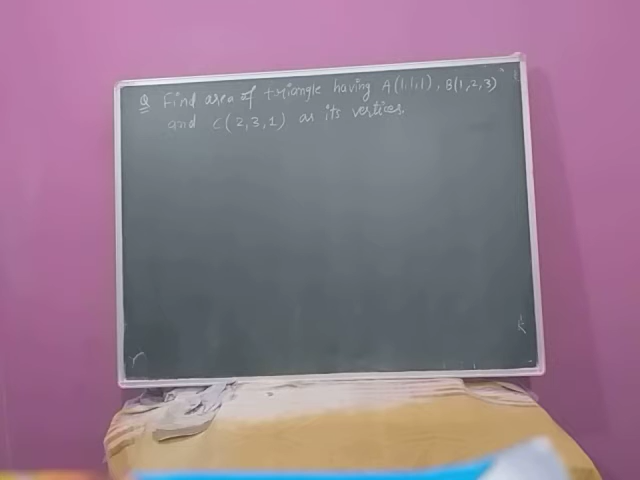 Q Find area of triangle having A(1,1,1), B(1,2,3)
and C(2,3,1) as its vertices.